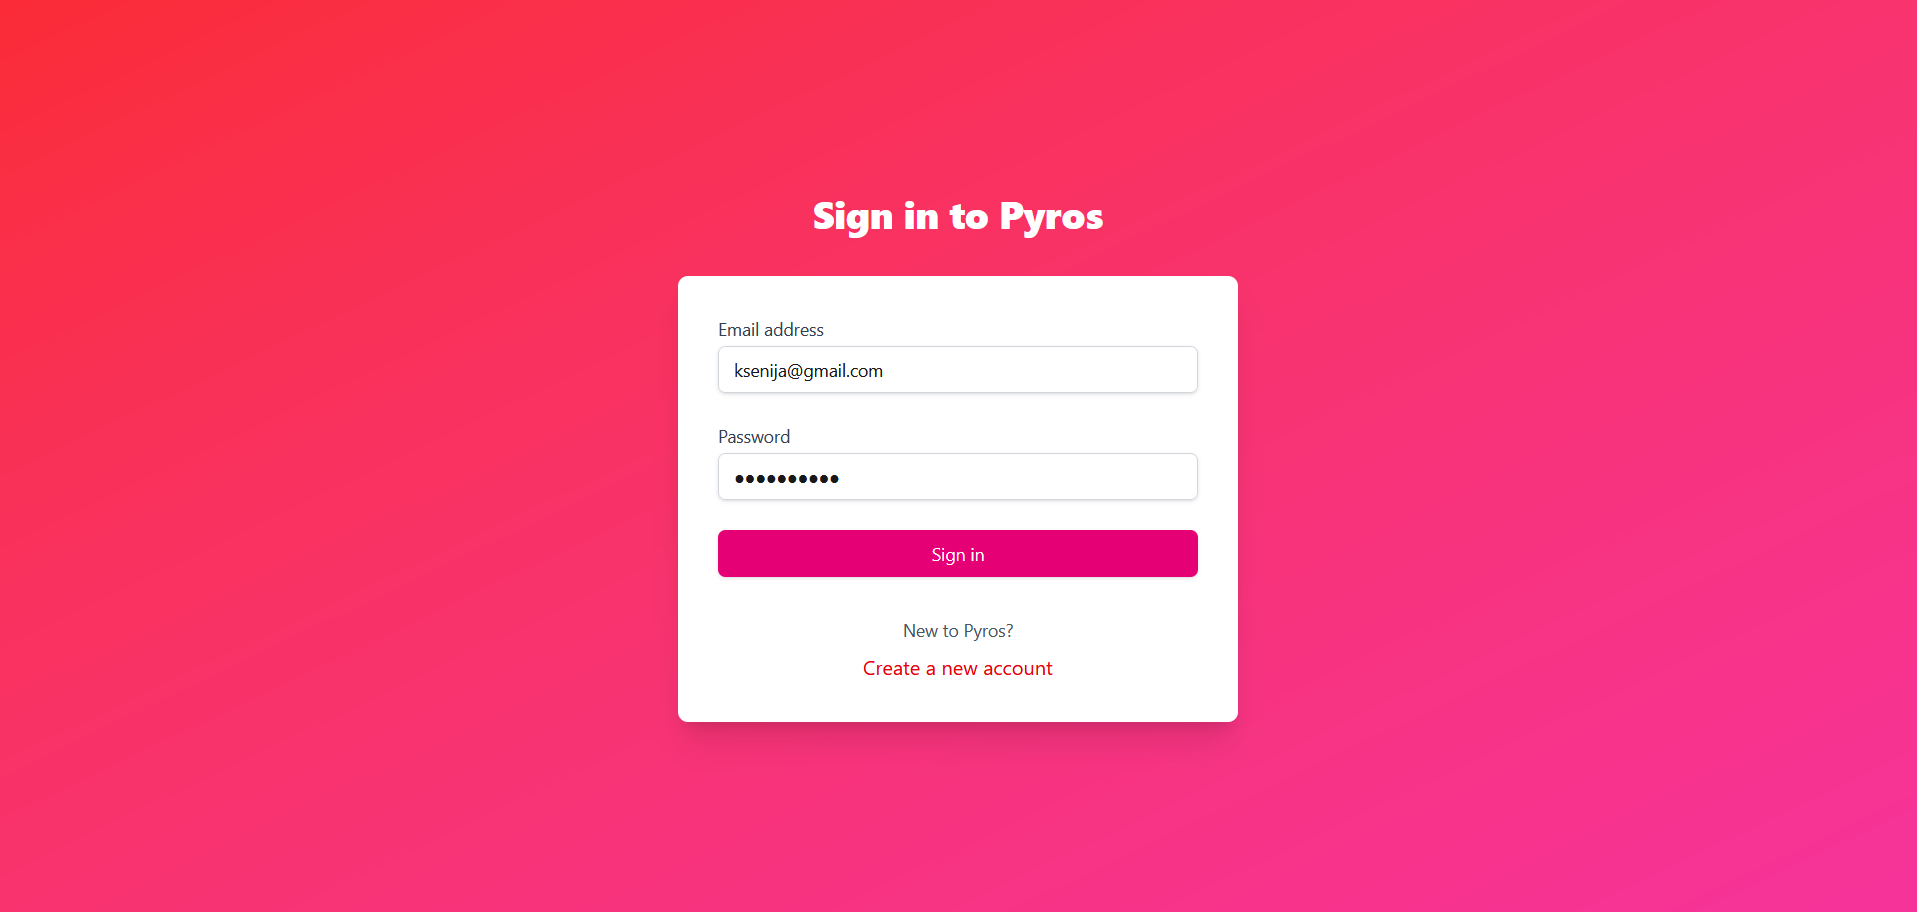 Sign in to Pyros
Email address
ksenija@gmail.com
Password
●●●●●●●●●●
Sign in
New to Pyros?
Create a new account